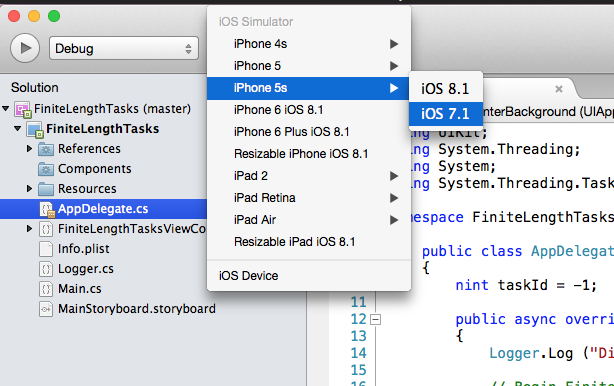 Debug
Solution
FiniteLengthTasks (master)
FiniteLengthTasks
References
Components
Resources
AppDelegate.cs
FiniteLengthTasksViewCo
Info.plist
Logger.cs
Main.cs
MainStoryboard.storyboard
iOS Simulator
iPhone 4s
iPhone 5
iPhone 5s
iPhone 6 iOS 8.1
iPhone 6 Plus iOS 8.1
Resizable iPhone iOS 8.1
iPad 2
iPad Retina
iPad Air
Resizable iPad iOS 8.1
iOS Device
iOS 8.1
iOS 7.1
nterBackground (UIApp
ng UIKit;
ng System.Threading;
ng System;
ng System.Threading.Task
espace FiniteLengthTasks
public class AppDelegat
{
nint taskId = -1;
11
12 public async overri
13 {
14 Logger.Log ("Di
15
16 // Begin Finite